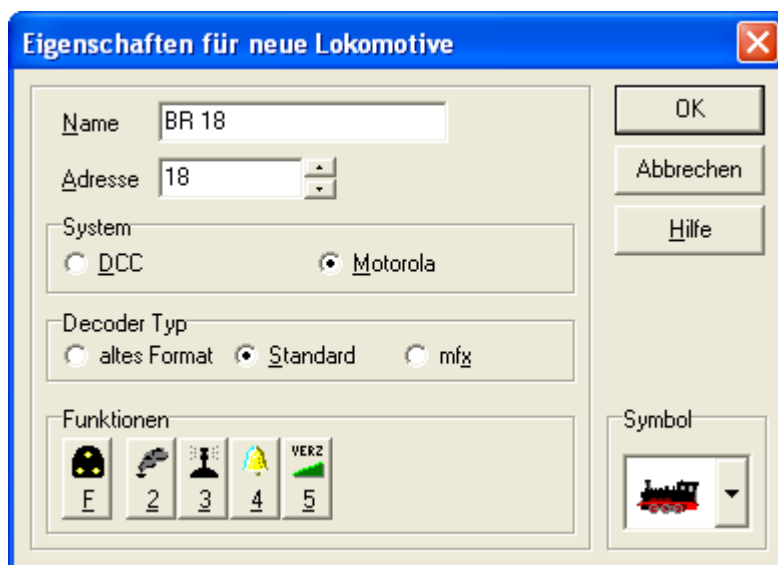 Eigenschaften für neue Lokomotive
Name BR 18
OK
Adresse 18
Abbrechen
Hilfe
System
DCC Motorola
Decoder Typ
altes Format Standard mfx
Funktionen
VERZ
F 2 3 4 5
Symbol